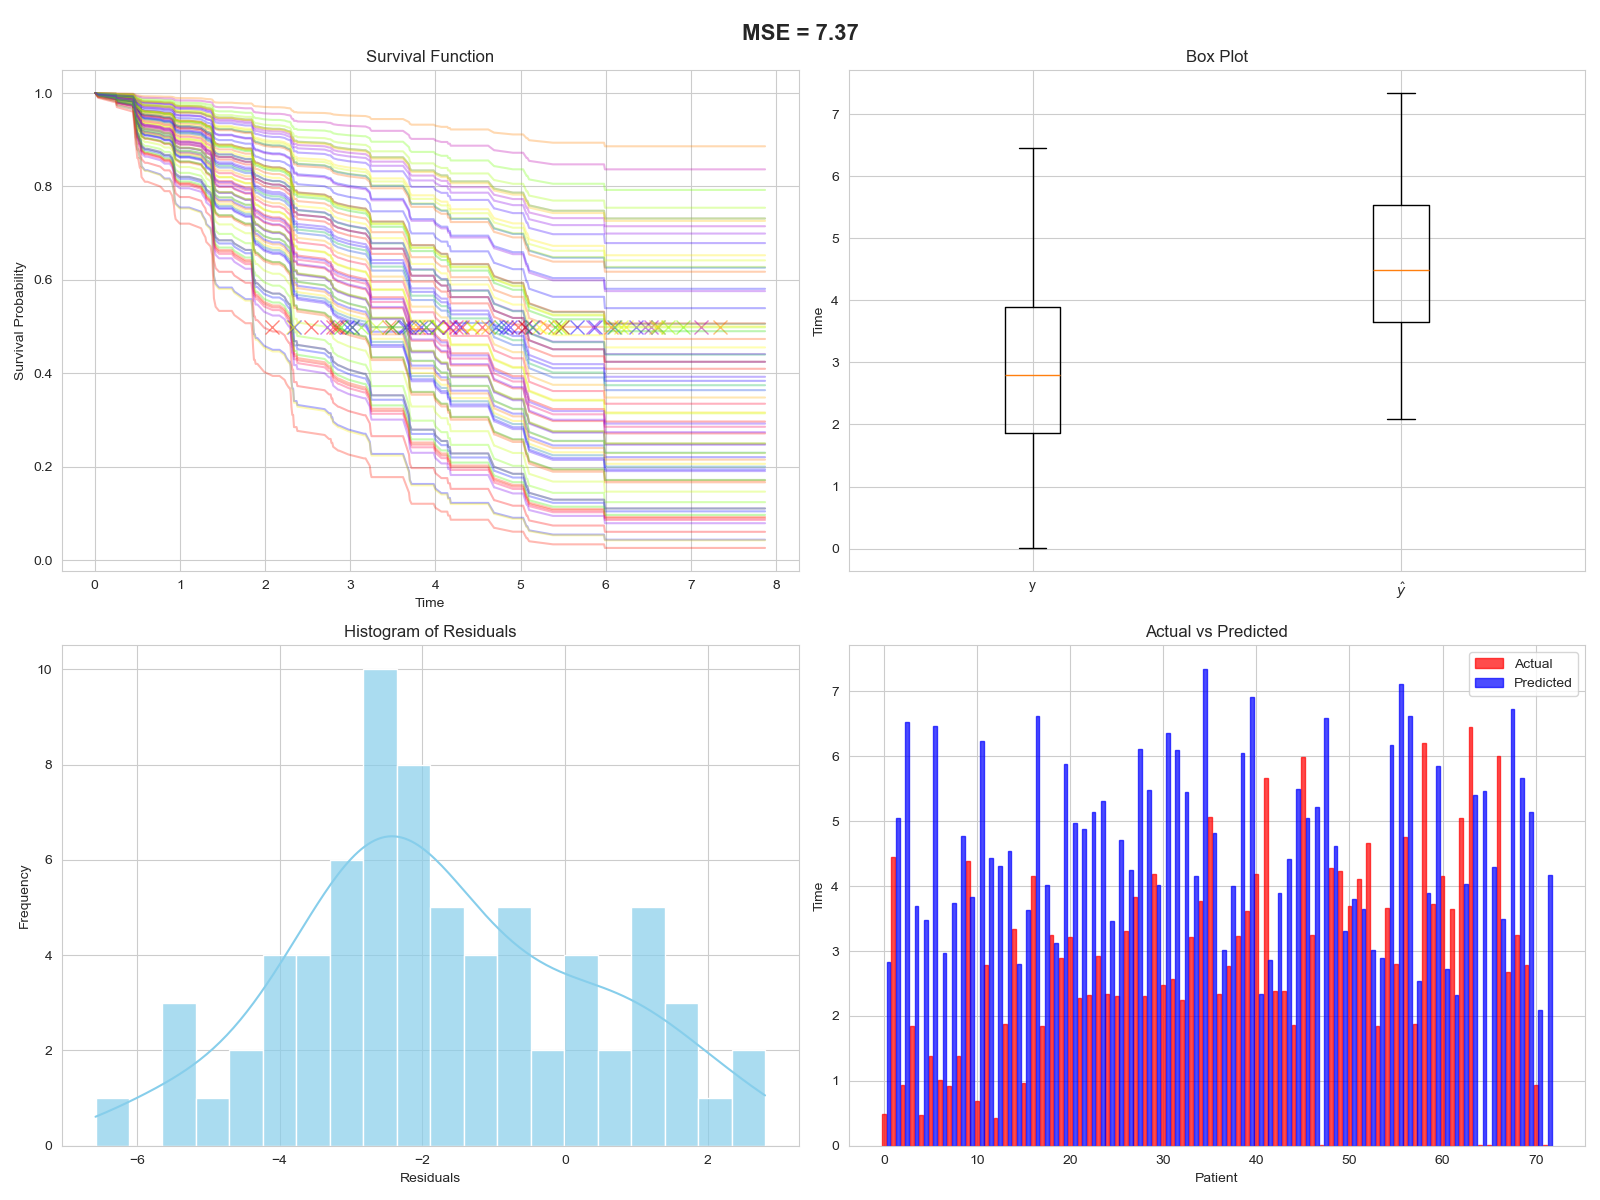 MSE = 7.37
Survival Function
Survival Probability
1.0
0.8
0.6
0.4
0.2
0.0
0 1 2 3 4 5 6 7 8
Time
Box Plot
Time
7
6
5
4
3
2
1
0
y ŷ
Histogram of Residuals
Frequency
10
8
6
4
2
0
−6 −4 −2 0 2
Residuals
Actual vs Predicted
Actual
Predicted
Time
7
6
5
4
3
2
1
0
0 10 20 30 40 50 60 70
Patient